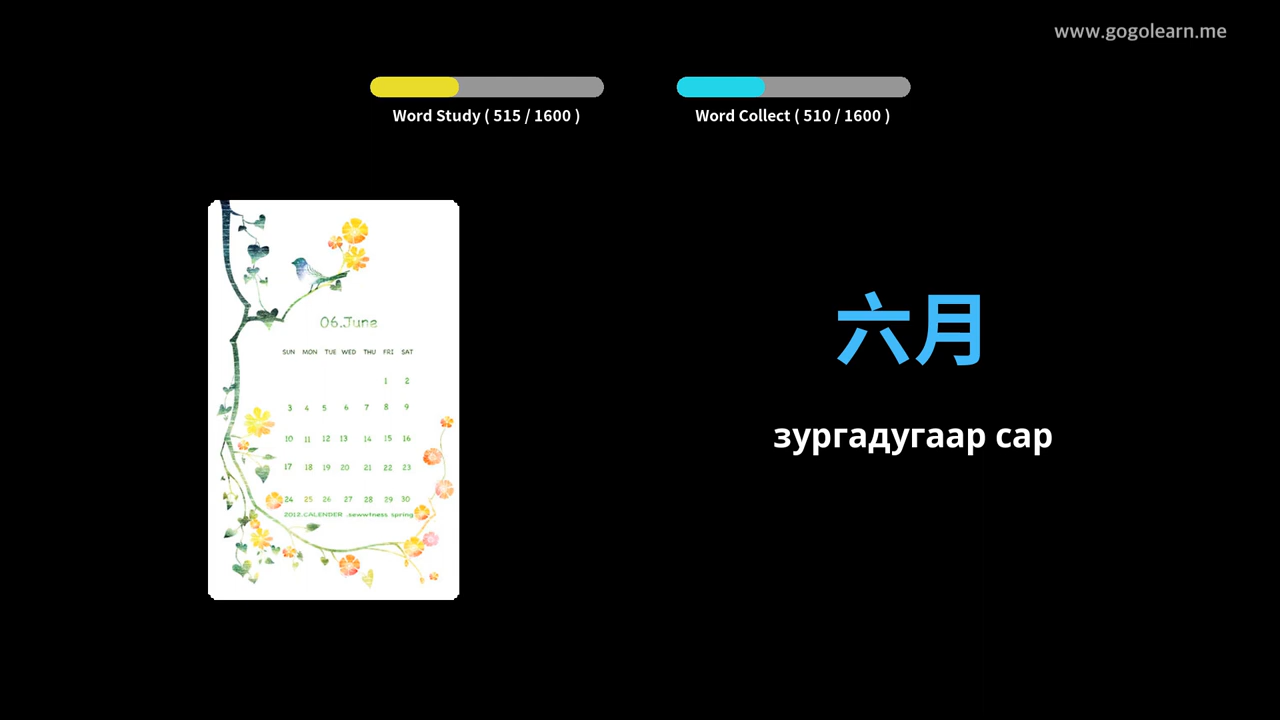 www.gogolearn.me
Word Study ( 515 / 1600 )
Word Collect ( 510 / 1600 )
06.June
SUN MON TUE WED THU FRI SAT
1 2
3 4 5 6 7 8 9
10 11 12 13 14 15 16
17 18 19 20 21 22 23
24 25 26 27 28 29 30
2012.CALENDER .sewwtness spring
六月
зургадугаар сар